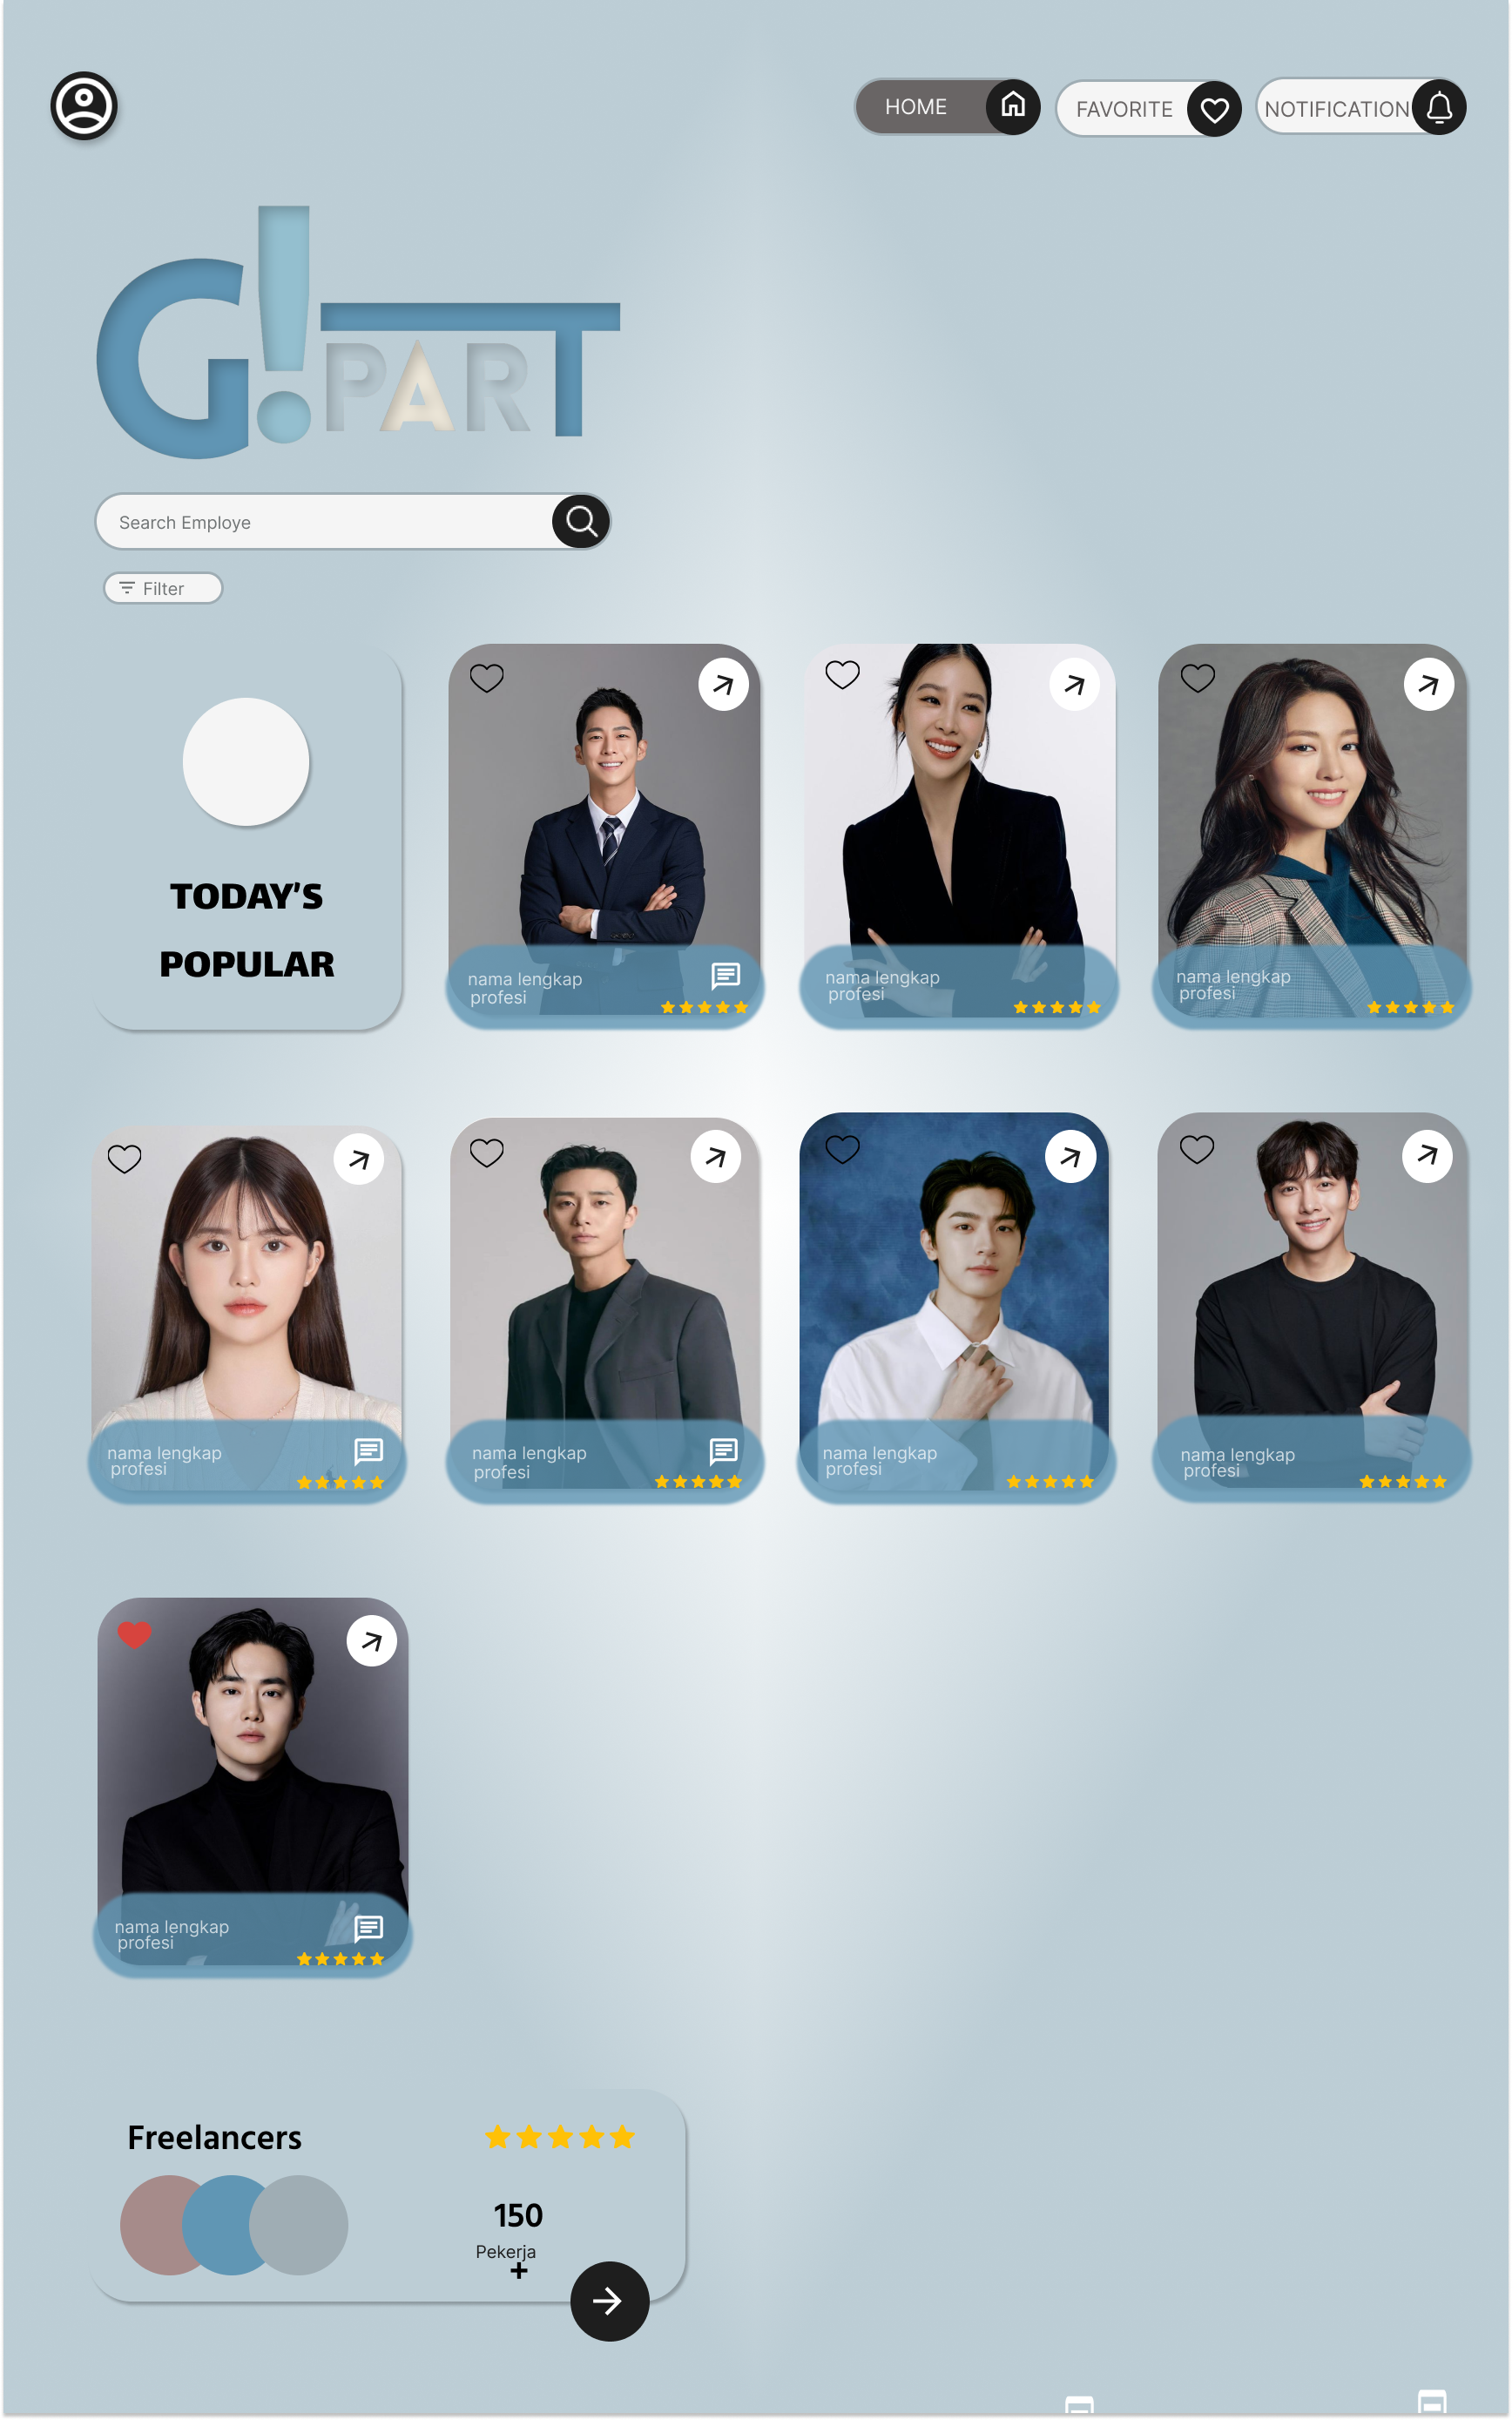 HOME
FAVORITE
NOTIFICATION
G!PART
Search Employe
Filter
TODAY'S
POPULAR
nama lengkap
profesi
nama lengkap
profesi
nama lengkap
profesi
nama lengkap
profesi
nama lengkap
profesi
nama lengkap
profesi
nama lengkap
profesi
nama lengkap
profesi
Freelancers
150
Pekerja
+